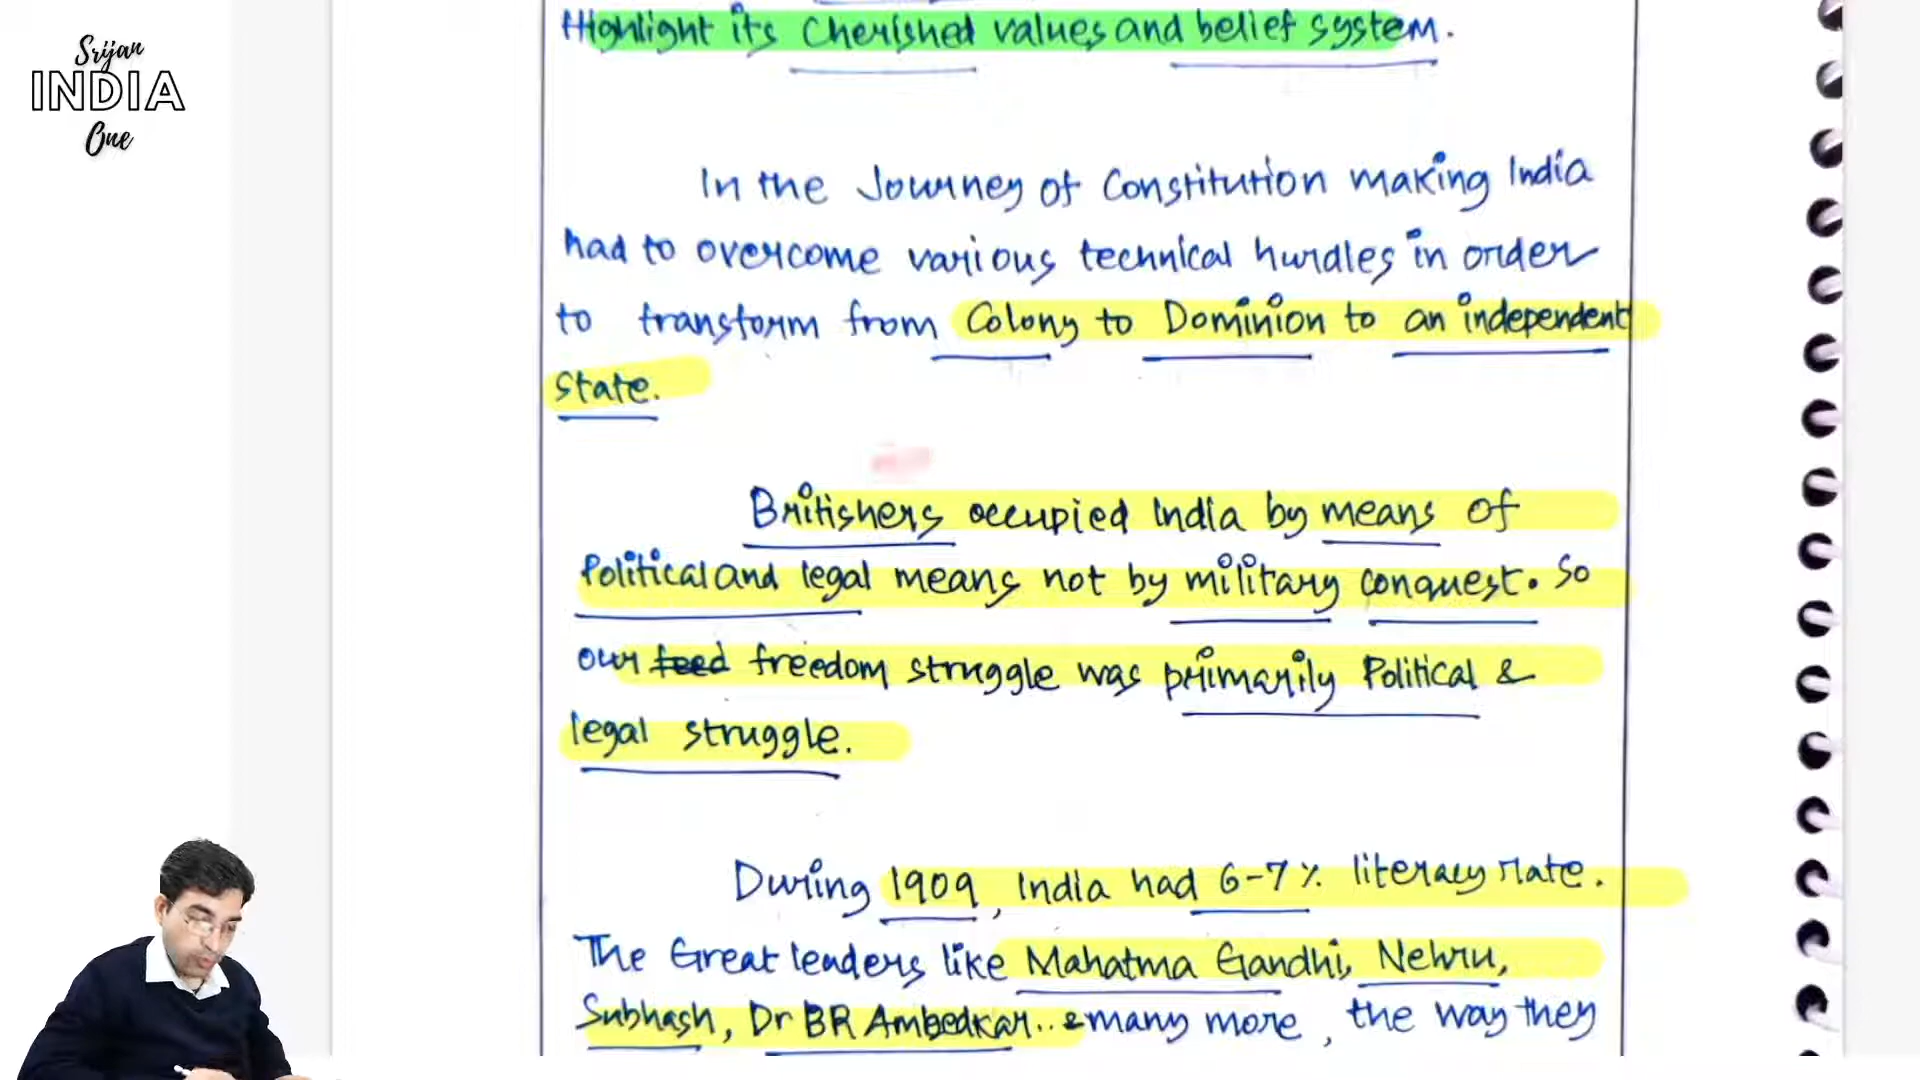 Srijan
INDIA
One
Highlight its Cherished values and belief system.
In the Journey of Constitution making India
had to overcome various technical hurdles in order
to transform from Colony to Dominion to an independent
state.
Britishers occupied India by means of
Political and legal means not by military conquest. So
our freed freedom struggle was primarily Political &
legal struggle.
During 1909, India had 6-7% literacy rate.
The Great leaders like Mahatma Gandhi, Nehru,
Subhash, Dr BR Ambedkar.. & many more, the way they